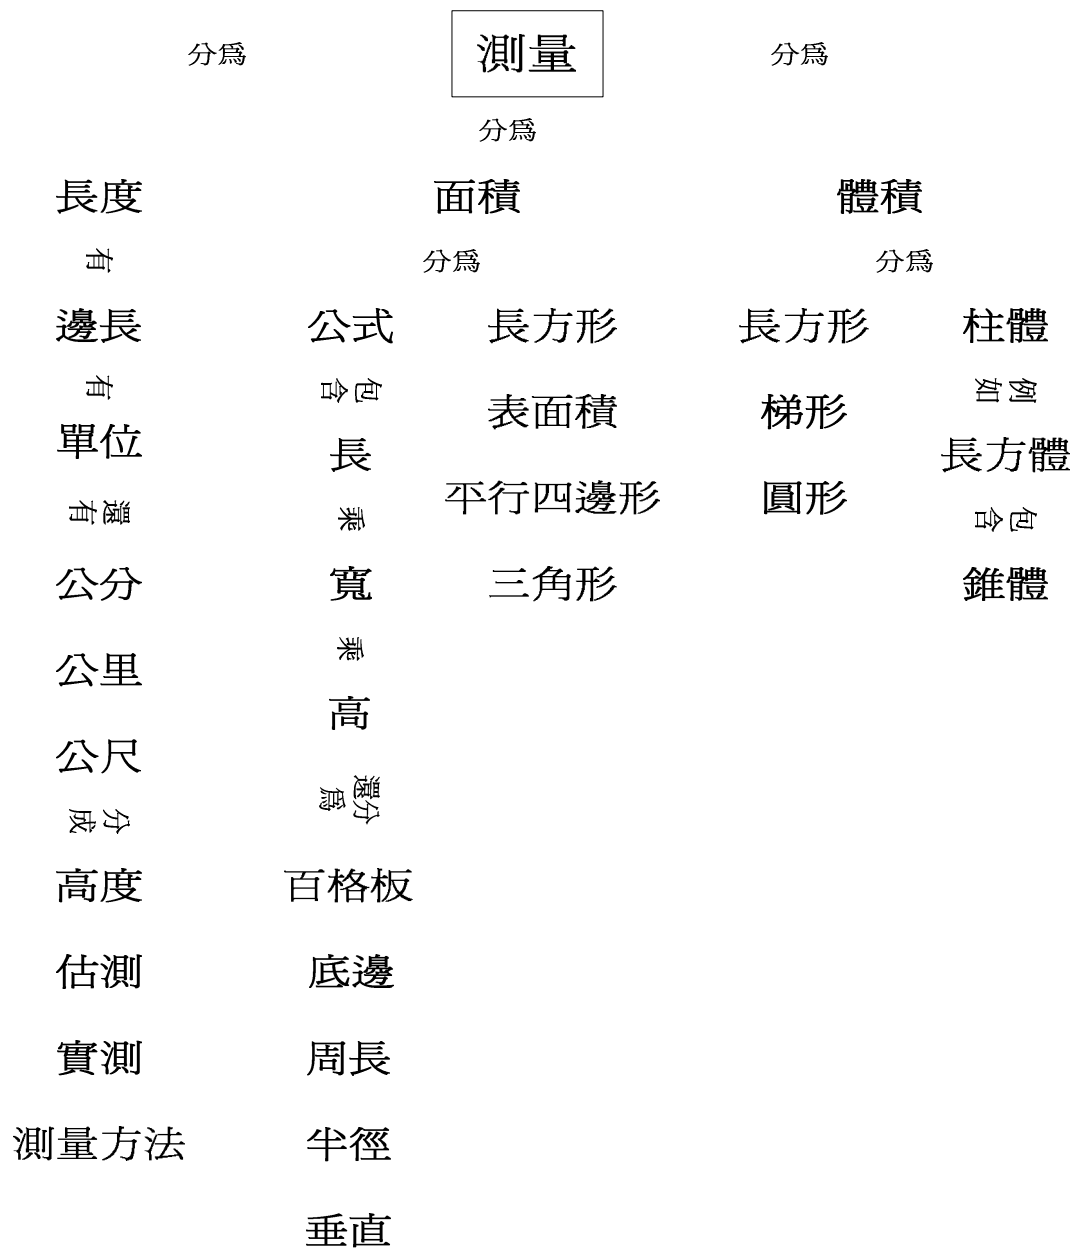 分爲 測量 分爲
分爲
長度 面積 體積
有 分爲 分爲
邊長 公式 長方形 長方形 柱體
有 包含 表面積 梯形 例如
單位 長 平行四邊形 圓形 長方體
還有 乘 包含
公分 寬 三角形 錐體
公里 乘
公尺 高
分成 還分爲
高度 百格板
估測 底邊
實測 周長
測量方法 半徑
垂直